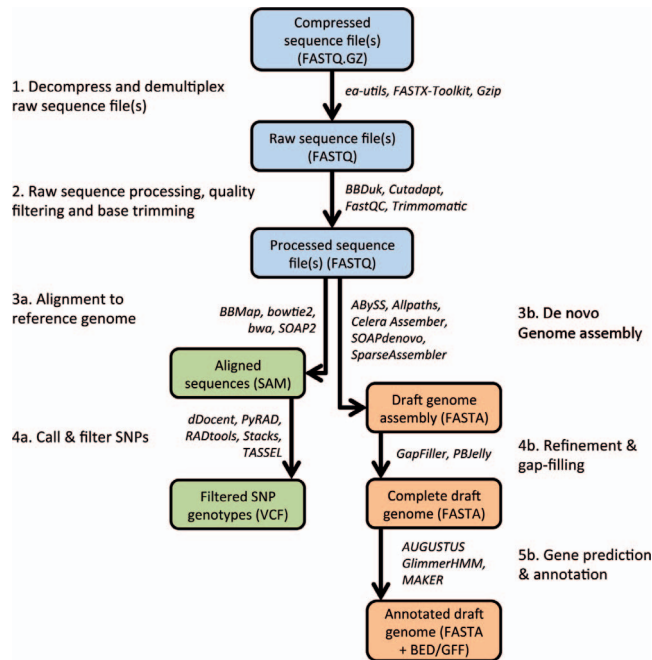 Compressed
sequence file(s)
(FASTQ.GZ)
1. Decompress and demultiplex
raw sequence file(s)
ea-utils, FASTX-Toolkit, Gzip
Raw sequence file(s)
(FASTQ)
2. Raw sequence processing, quality
filtering and base trimming
BBDuk, Cutadapt,
FastQC, Trimmomatic
Processed sequence
file(s) (FASTQ)
3a. Alignment to
reference genome
BBMap, bowtie2,
bwa, SOAP2
ABySS, Allpaths,
Celera Assember,
SOAPdenovo,
SparseAssembler
3b. De novo
Genome assembly
Aligned
sequences (SAM)
Draft genome
assembly (FASTA)
4a. Call & filter SNPs
dDocent, PyRAD,
RADtools, Stacks,
TASSEL
GapFiller, PBJelly
4b. Refinement &
gap-filling
Filtered SNP
genotypes (VCF)
Complete draft
genome (FASTA)
AUGUSTUS
GlimmerHMM,
MAKER
5b. Gene prediction
& annotation
Annotated draft
genome (FASTA
+ BED/GFF)